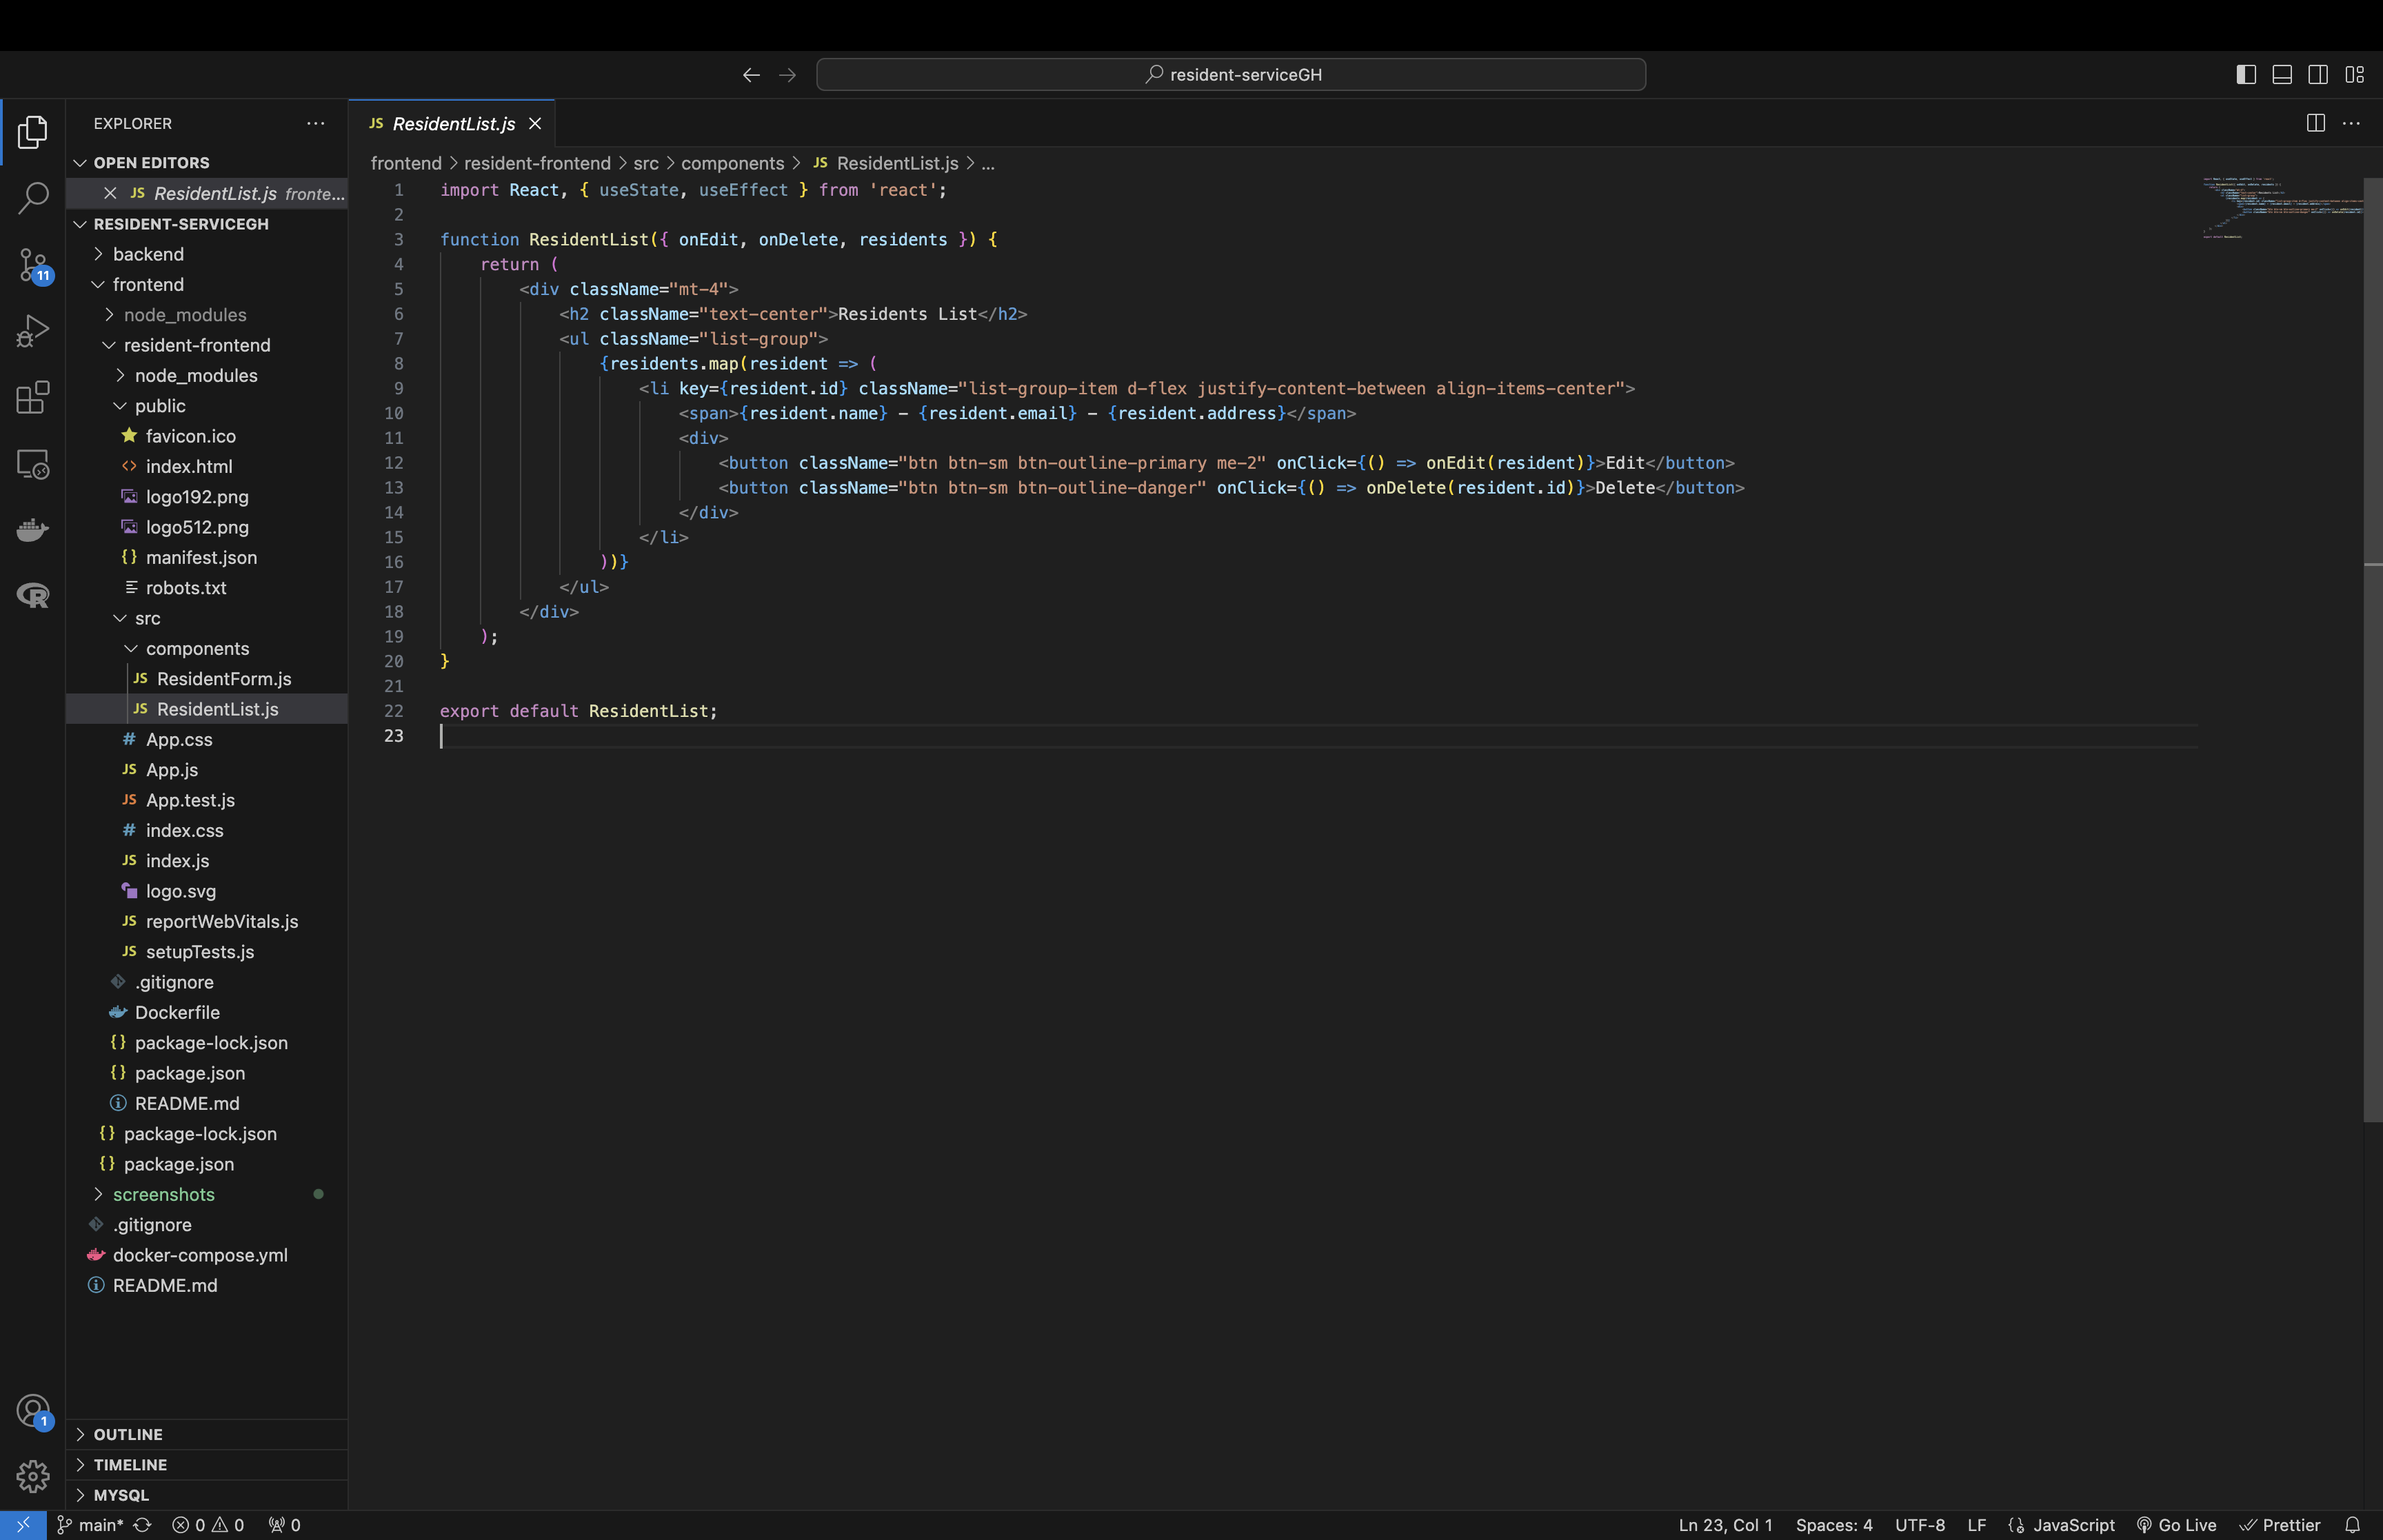 resident-serviceGH
EXPLORER
OPEN EDITORS
JS ResidentList.js fronte...
RESIDENT-SERVICEGH
backend
frontend
node_modules
resident-frontend
node_modules
public
favicon.ico
index.html
logo192.png
logo512.png
manifest.json
robots.txt
src
components
JS ResidentForm.js
JS ResidentList.js
# App.css
JS App.js
JS App.test.js
# index.css
JS index.js
logo.svg
JS reportWebVitals.js
JS setupTests.js
.gitignore
Dockerfile
{} package-lock.json
{} package.json
README.md
{} package-lock.json
{} package.json
screenshots
.gitignore
docker-compose.yml
README.md
OUTLINE
TIMELINE
MYSQL
11
1
JS ResidentList.js
frontend > resident-frontend > src > components > JS ResidentList.js > ...
1 import React, { useState, useEffect } from 'react';
2
3 function ResidentList({ onEdit, onDelete, residents }) {
4 return (
5 <div className="mt-4">
6 <h2 className="text-center">Residents List</h2>
7 <ul className="list-group">
8 {residents.map(resident => (
9 <li key={resident.id} className="list-group-item d-flex justify-content-between align-items-center">
10 <span>{resident.name} - {resident.email} - {resident.address}</span>
11 <div>
12 <button className="btn btn-sm btn-outline-primary me-2" onClick={() => onEdit(resident)}>Edit</button>
13 <button className="btn btn-sm btn-outline-danger" onClick={() => onDelete(resident.id)}>Delete</button>
14 </div>
15 </li>
16 ))}
17 </ul>
18 </div>
19 );
20 }
21
22 export default ResidentList;
23
main* 0 0 0
Ln 23, Col 1 Spaces: 4 UTF-8 LF JavaScript Go Live Prettier